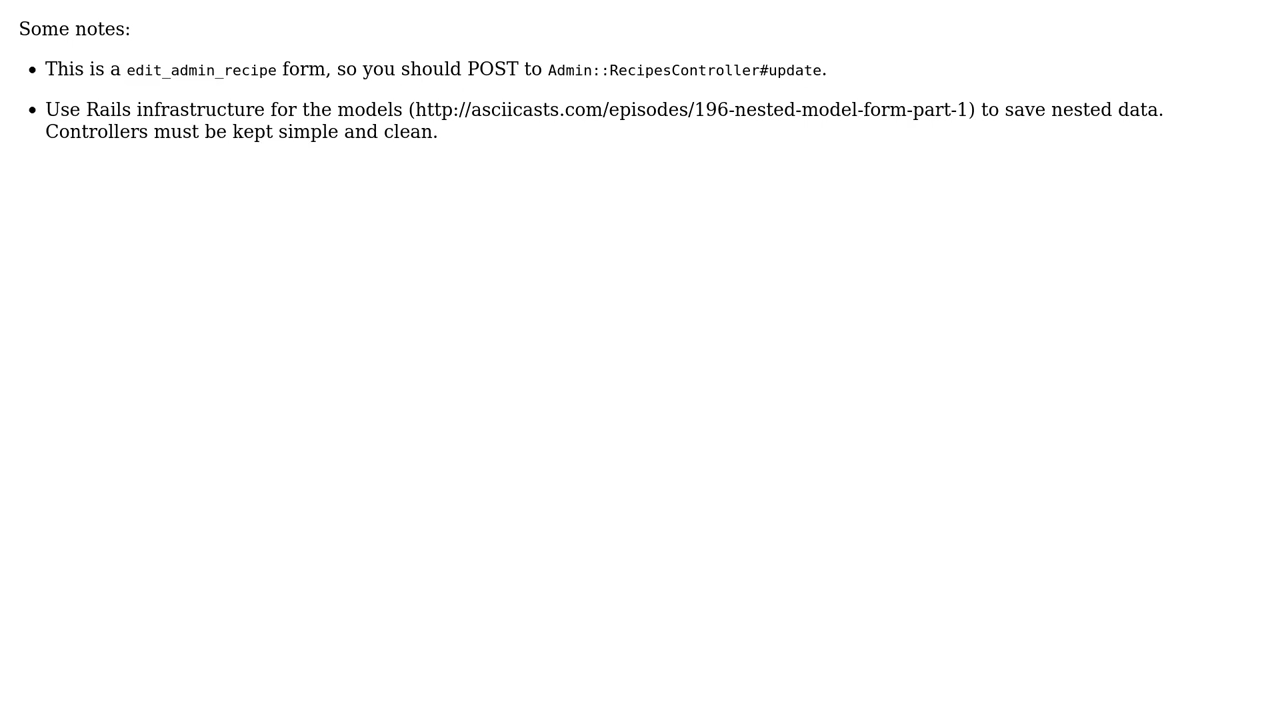 Some notes:
This is a edit_admin_recipe form, so you should POST to Admin::RecipesController#update.
Use Rails infrastructure for the models (http://asciicasts.com/episodes/196-nested-model-form-part-1) to save nested data.
Controllers must be kept simple and clean.